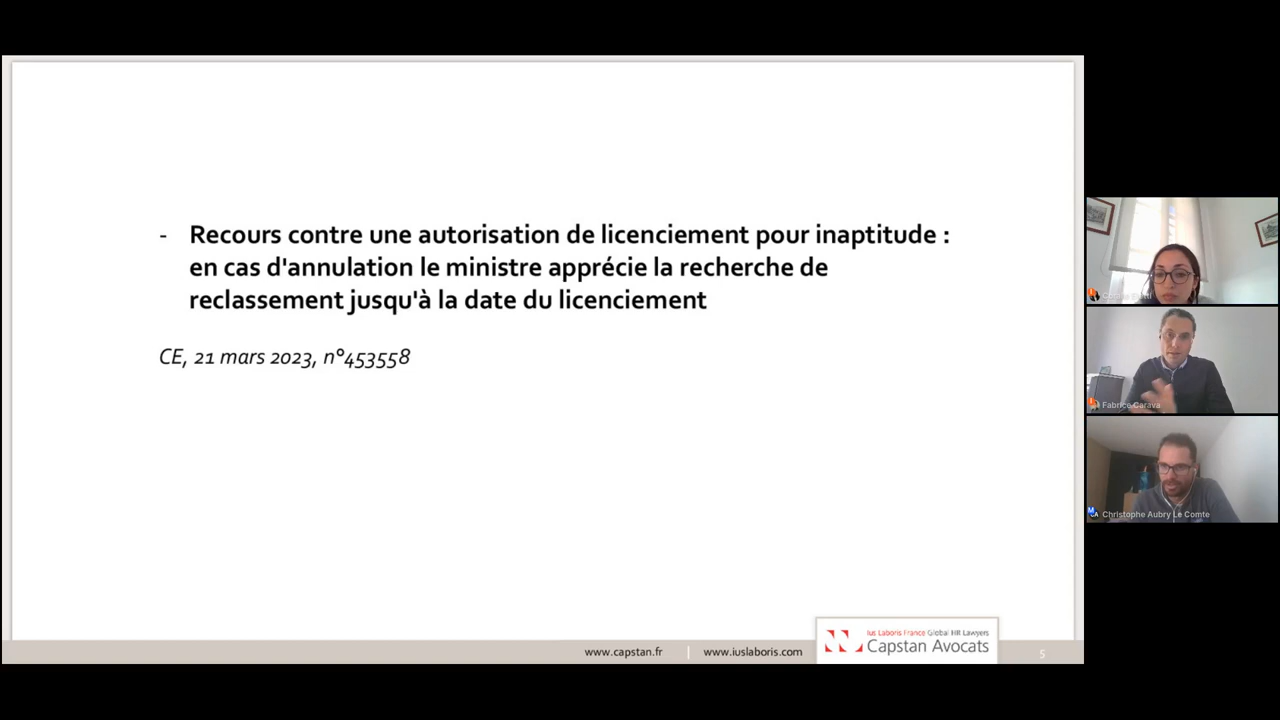 - Recours contre une autorisation de licenciement pour inaptitude :
en cas d'annulation le ministre apprécie la recherche de
reclassement jusqu'à la date du licenciement
CE, 21 mars 2023, n°453558
Fabrice Carava
Christophe Aubry Le Comte
www.capstan.fr | www.iuslaboris.com
Ius Laboris France Global HR Lawyers
Capstan Avocats
5